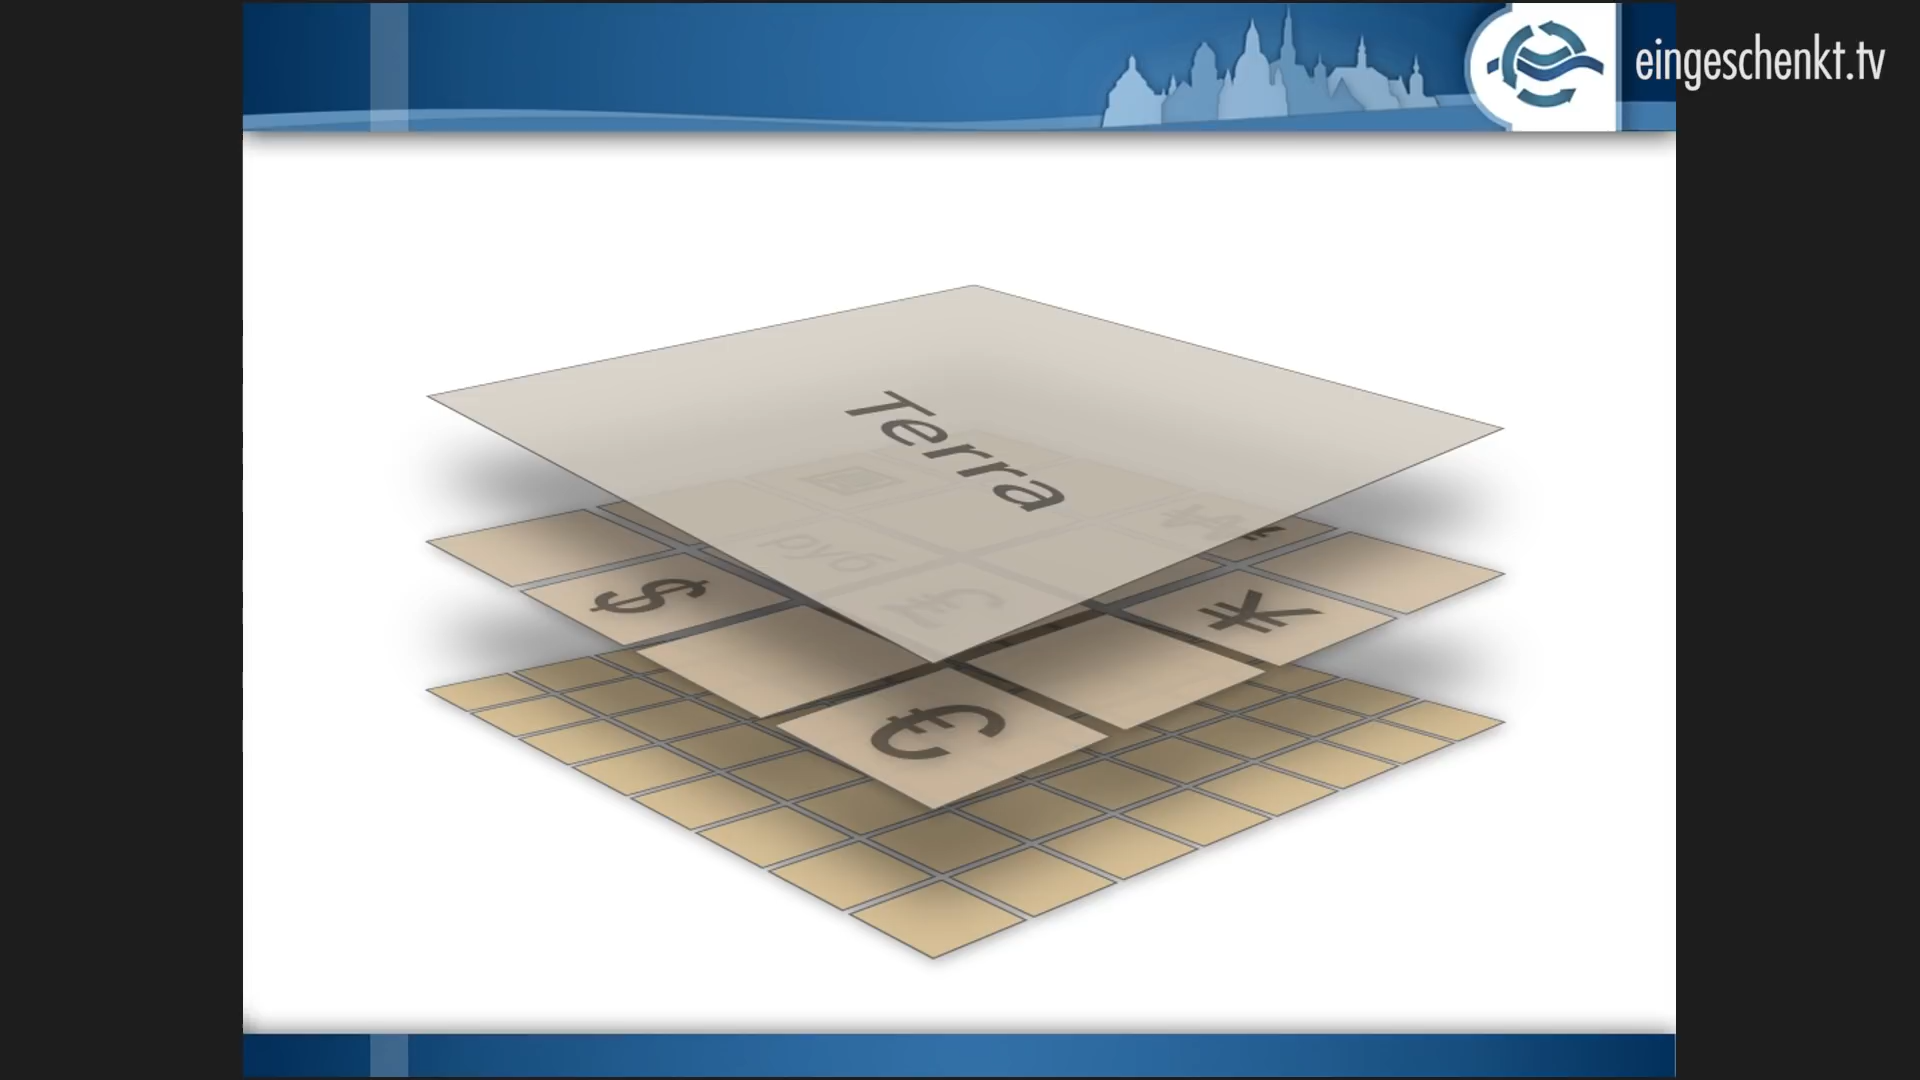 eingeschenkt.tv
Terra
руб
£
$
¥
€